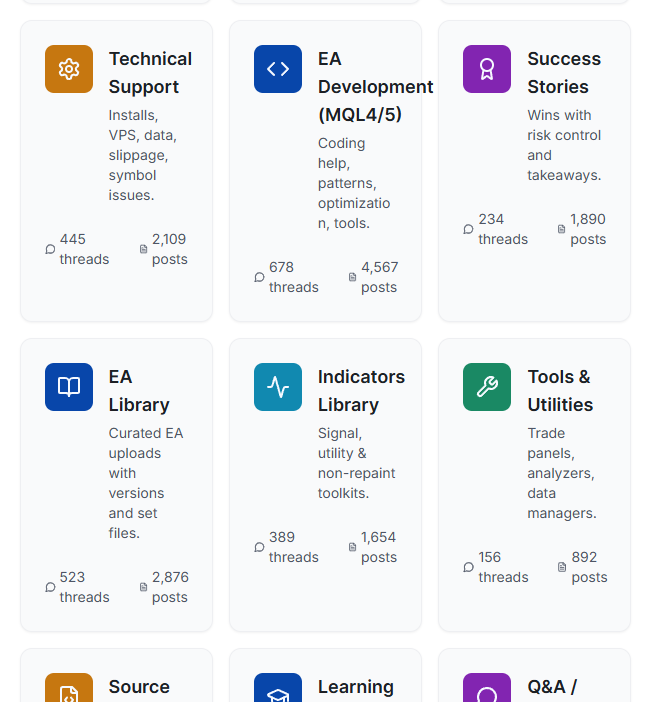 Technical
Support
Installs,
VPS, data,
slippage,
symbol
issues.
445
threads
2,109
posts
EA
Development
(MQL4/5)
Coding
help,
patterns,
optimizatio
n, tools.
678
threads
4,567
posts
Success
Stories
Wins with
risk control
and
takeaways.
234
threads
1,890
posts
EA
Library
Curated EA
uploads
with
versions
and set
files.
523
threads
2,876
posts
Indicators
Library
Signal,
utility &
non-repaint
toolkits.
389
threads
1,654
posts
Tools &
Utilities
Trade
panels,
analyzers,
data
managers.
156
threads
892
posts
Source
Learning
Q&A /